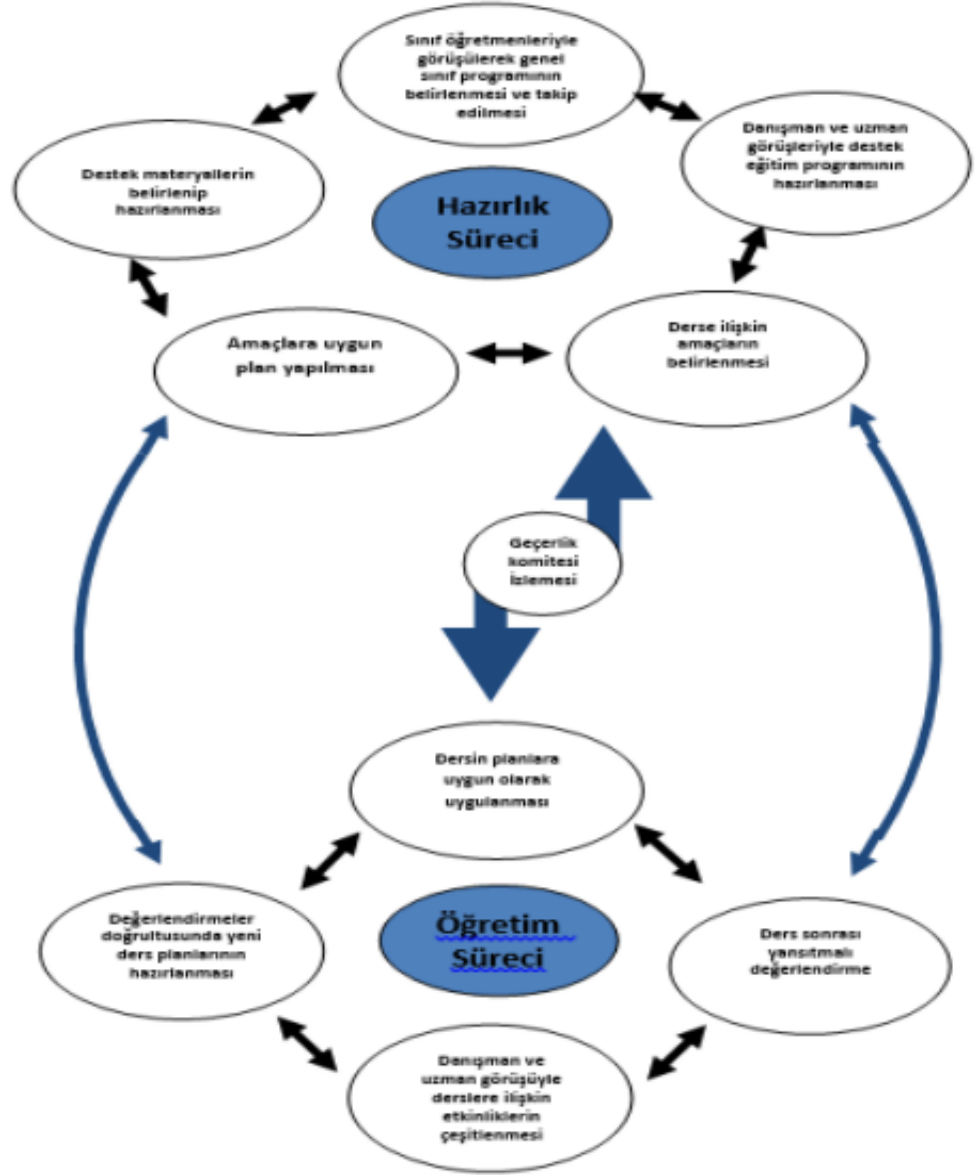 Sınıf öğretmenleriyle
görüşülerek genel
sınıf programının
belirlenmesi ve takip
edilmesi
Danışman ve uzman
görüşleriyle destek
eğitim programının
hazırlanması
Destek materyallerin
belirlenip
hazırlanması
Hazırlık
Süreci
Derse ilişkin
amaçların
belirlenmesi
Amaçlara uygun
plan yapılması
Geçerlik
komitesi
İzlemesi
Dersin planlara
uygun olarak
uygulanması
Değerlendirmeler
doğrultusunda yeni
ders planlarının
hazırlanması
Öğretim
Süreci
Ders sonrası
yansıtmalı
değerlendirme
Danışman ve
uzman görüşüyle
derslere ilişkin
etkinliklerin
çeşitlenmesi